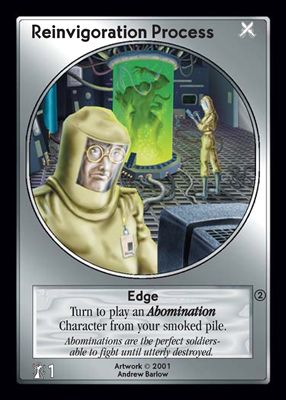 Reinvigoration Process
Edge
②
Turn to play an Abomination
Character from your smoked pile.
Abominations are the perfect soldiers-
able to fight until utterly destroyed.
1
Artwork © 2001
Andrew Barlow